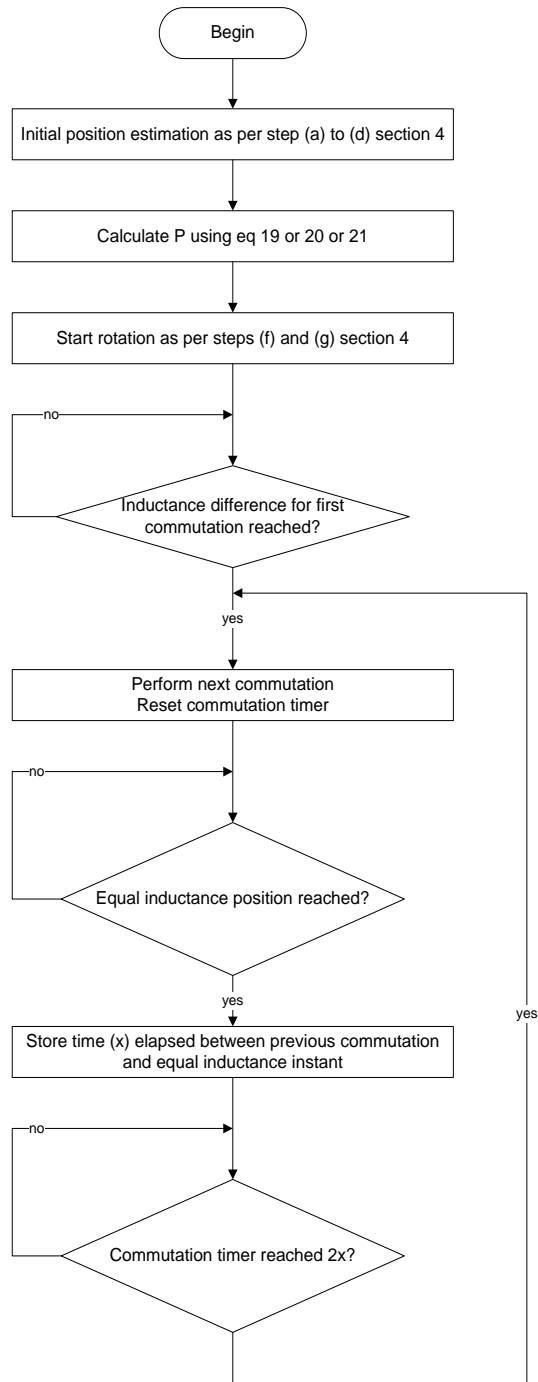 Begin
Initial position estimation as per step (a) to (d) section 4
Calculate P using eq 19 or 20 or 21
Start rotation as per steps (f) and (g) section 4
no
Inductance difference for first
commutation reached?
yes
Perform next commutation
Reset commutation timer
no
Equal inductance position reached?
yes
yes
Store time (x) elapsed between previous commutation
and equal inductance instant
no
Commutation timer reached 2x?